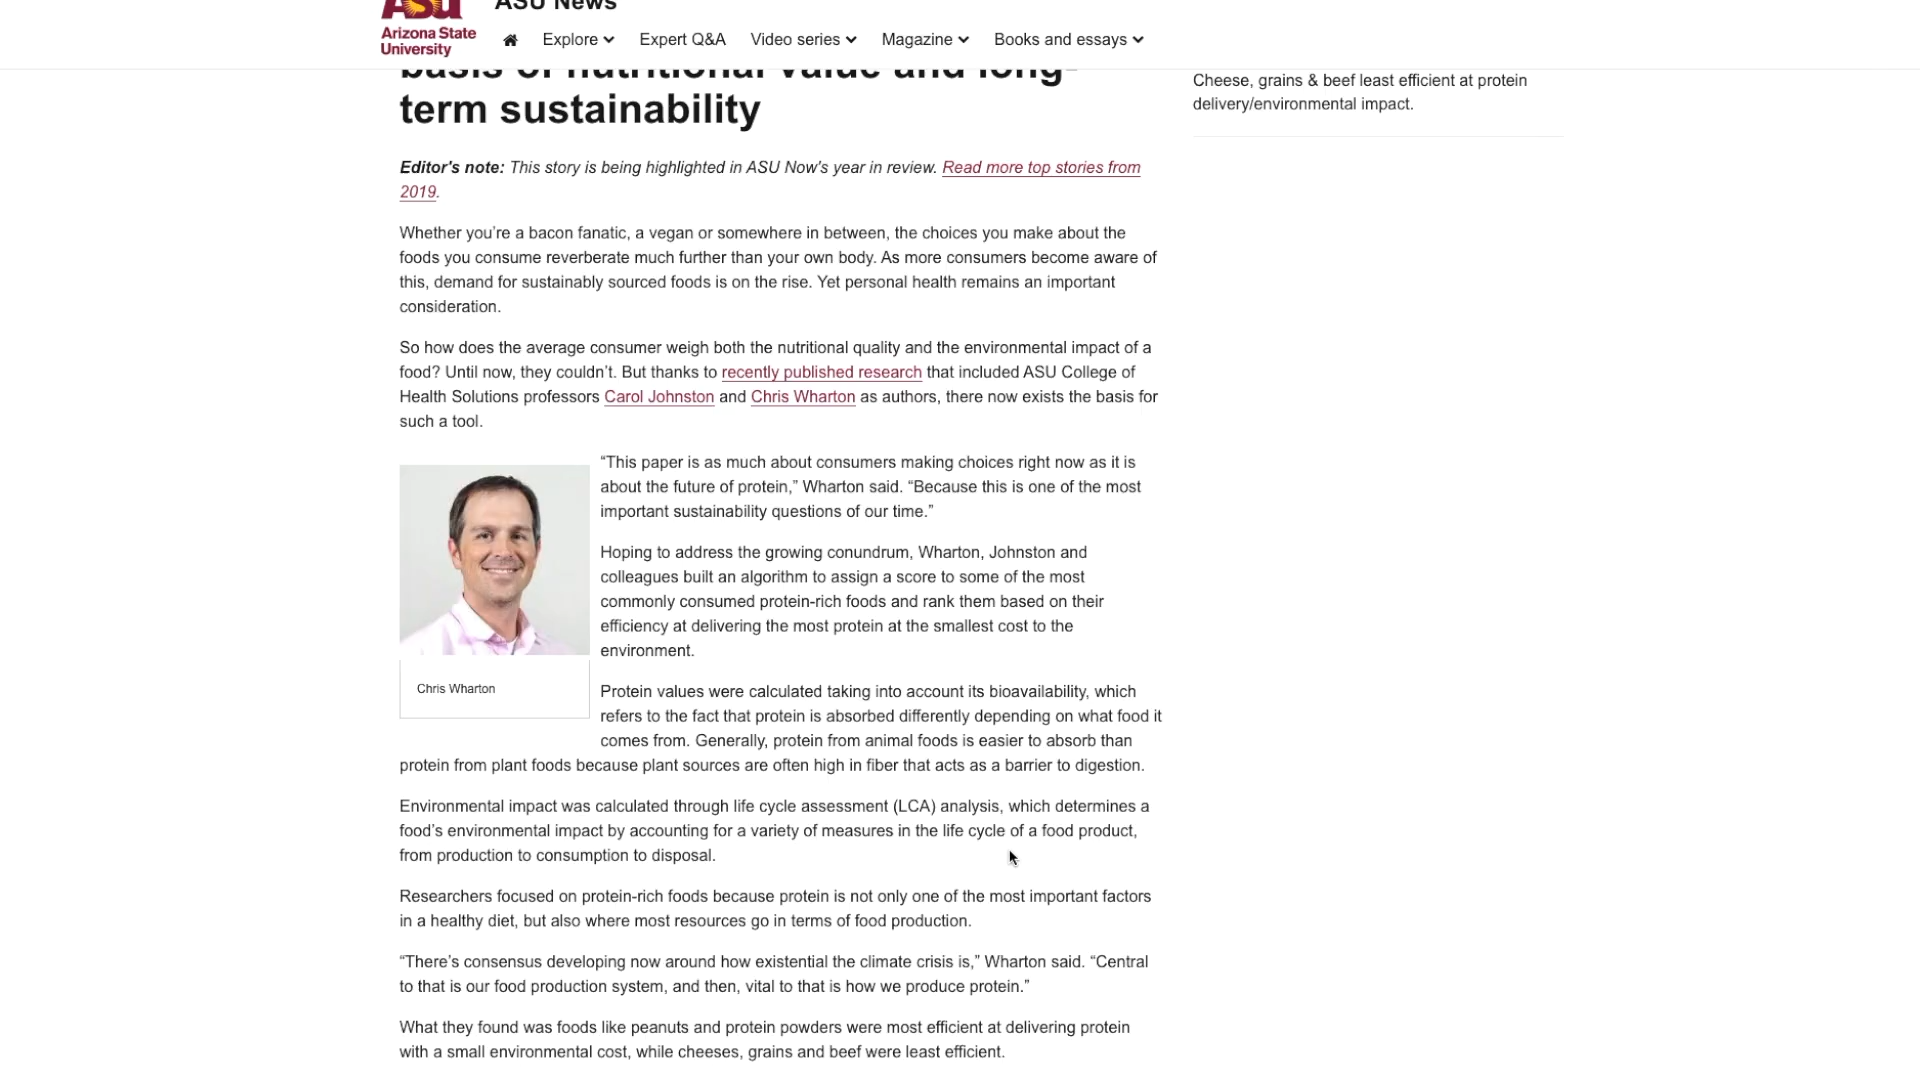 ASU News
ASU
Arizona State
University
Explore
Expert Q&A
Video series
Magazine
Books and essays
basis of nutritional value and long-
term sustainability
Editor's note: This story is being highlighted in ASU Now's year in review. Read more top stories from
2019.
Whether you’re a bacon fanatic, a vegan or somewhere in between, the choices you make about the
foods you consume reverberate much further than your own body. As more consumers become aware of
this, demand for sustainably sourced foods is on the rise. Yet personal health remains an important
consideration.
So how does the average consumer weigh both the nutritional quality and the environmental impact of a
food? Until now, they couldn’t. But thanks to recently published research that included ASU College of
Health Solutions professors Carol Johnston and Chris Wharton as authors, there now exists the basis for
such a tool.
“This paper is as much about consumers making choices right now as it is
about the future of protein,” Wharton said. “Because this is one of the most
important sustainability questions of our time.”
Hoping to address the growing conundrum, Wharton, Johnston and
colleagues built an algorithm to assign a score to some of the most
commonly consumed protein-rich foods and rank them based on their
efficiency at delivering the most protein at the smallest cost to the
environment.
Chris Wharton
Protein values were calculated taking into account its bioavailability, which
refers to the fact that protein is absorbed differently depending on what food it
comes from. Generally, protein from animal foods is easier to absorb than
protein from plant foods because plant sources are often high in fiber that acts as a barrier to digestion.
Environmental impact was calculated through life cycle assessment (LCA) analysis, which determines a
food’s environmental impact by accounting for a variety of measures in the life cycle of a food product,
from production to consumption to disposal.
Researchers focused on protein-rich foods because protein is not only one of the most important factors
in a healthy diet, but also where most resources go in terms of food production.
“There’s consensus developing now around how existential the climate crisis is,” Wharton said. “Central
to that is our food production system, and then, vital to that is how we produce protein.”
What they found was foods like peanuts and protein powders were most efficient at delivering protein
with a small environmental cost, while cheeses, grains and beef were least efficient.
Cheese, grains & beef least efficient at protein
delivery/environmental impact.